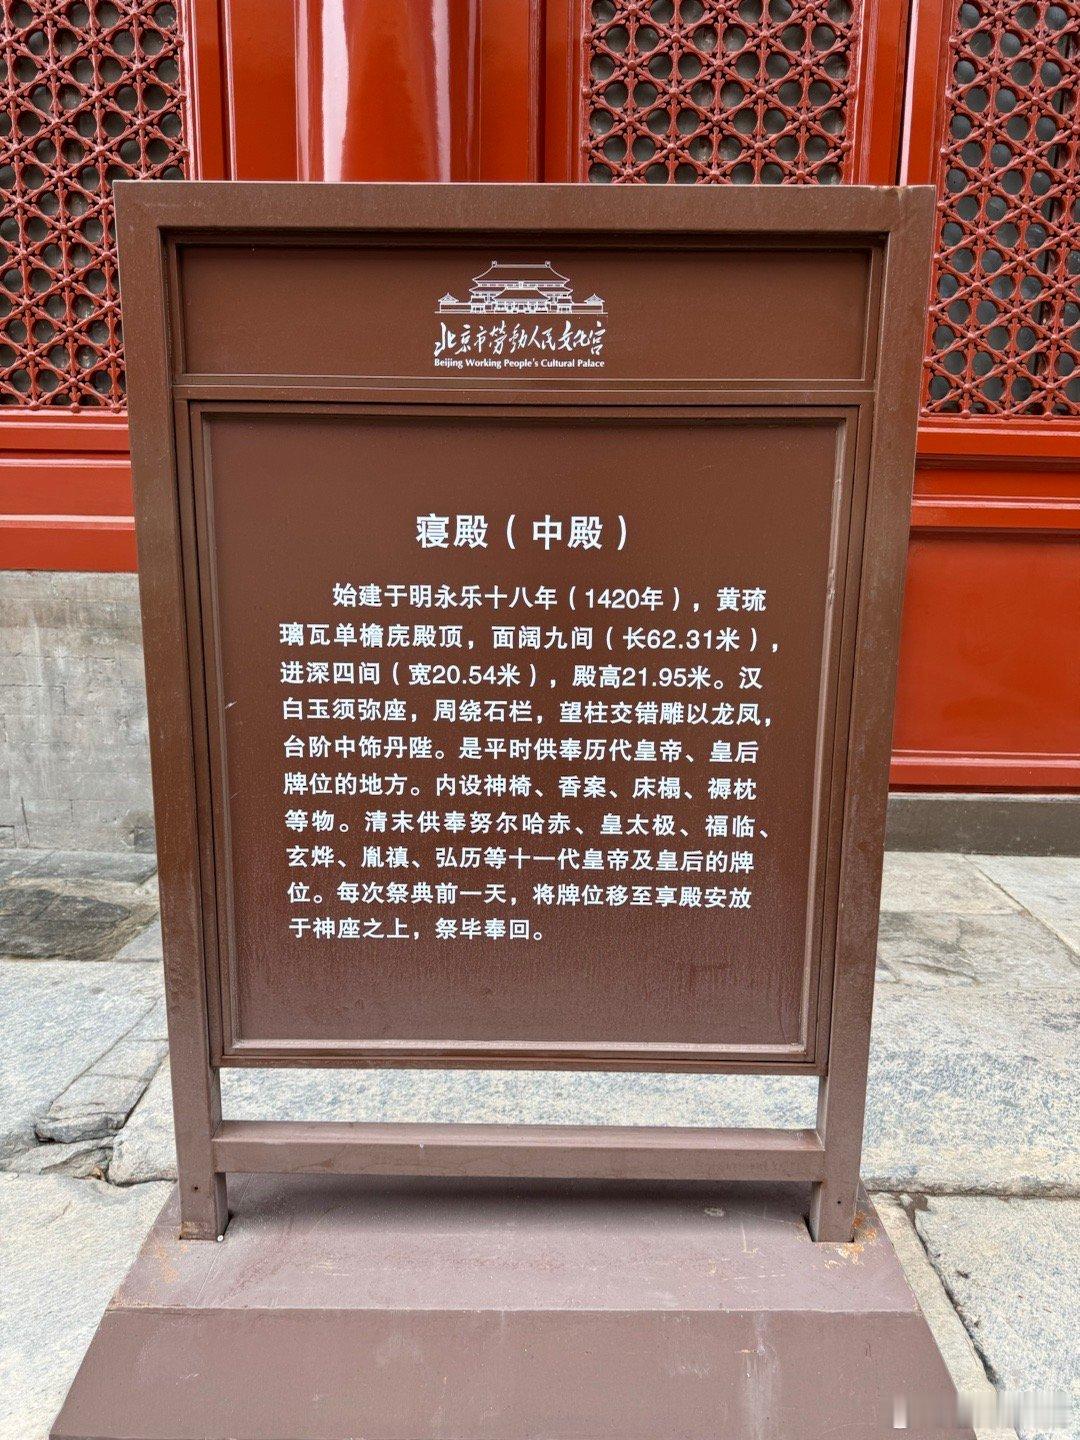 北京市劳动人民文化宫
Beijing Working People's Cultural Palace
寝殿（中殿）
始建于明永乐十八年（1420年），黄琉
璃瓦单檐庑殿顶，面阔九间（长62.31米），
进深四间（宽20.54米），殿高21.95米。汉
白玉须弥座，周绕石栏，望柱交错雕以龙凤，
台阶中饰丹陛。是平时供奉历代皇帝、皇后
牌位的地方。内设神椅、香案、床榻、褥枕
等物。清末供奉努尔哈赤、皇太极、福临、
玄烨、胤禛、弘历等十一代皇帝及皇后的牌
位。每次祭典前一天，将牌位移至享殿安放
于神座之上，祭毕奉回。